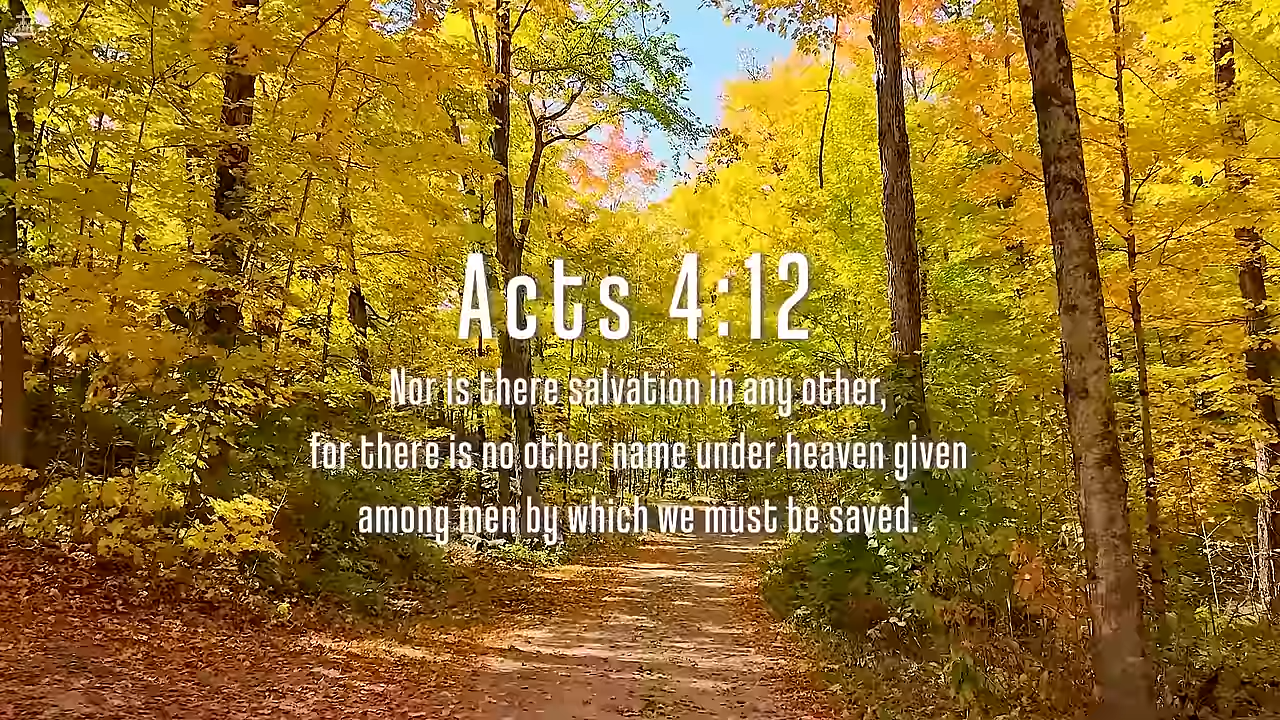 Acts 4:12
Nor is there salvation in any other,
for there is no other name under heaven given
among men by which we must be saved.